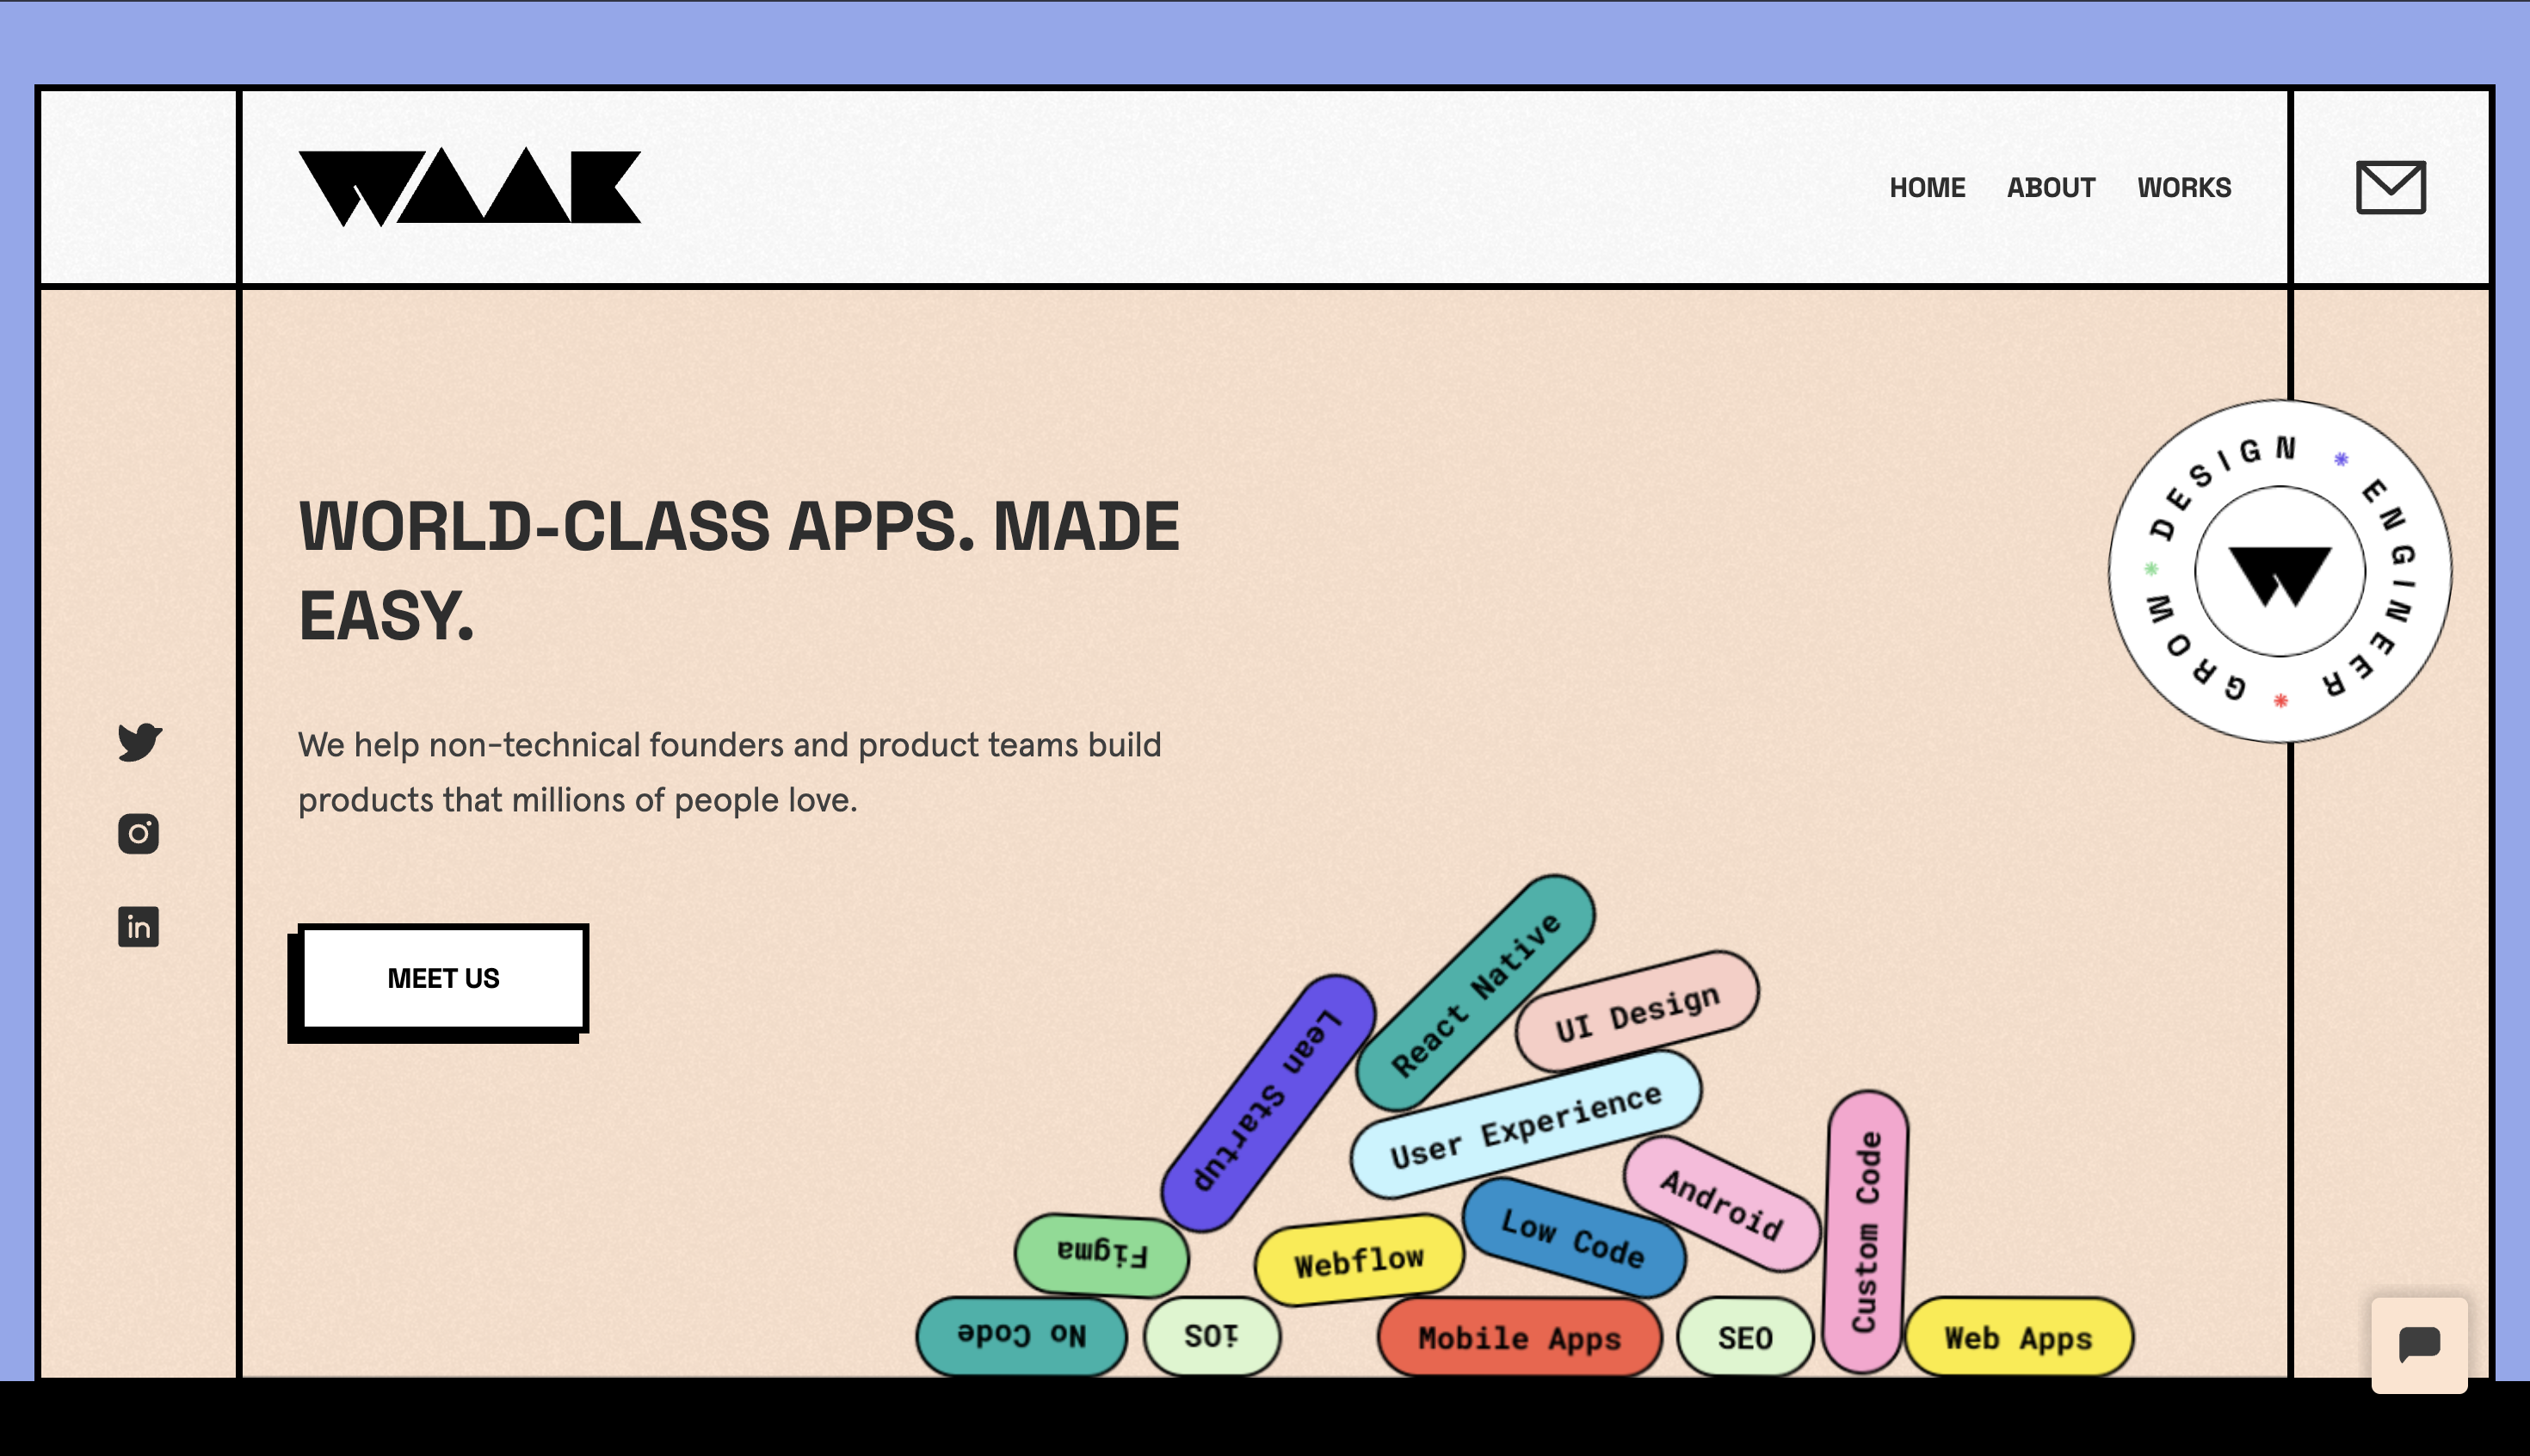 WAAK
HOME ABOUT WORKS
DESIGN * ENGINEER * GROW *
W
WORLD-CLASS APPS. MADE
EASY.
We help non-technical founders and product teams build
products that millions of people love.
in
MEET US
React Native
UI Design
Lean Startup
User Experience
Android
Custom Code
Low Code
Figma
Webflow
No Code
iOS
Mobile Apps
SEO
Web Apps